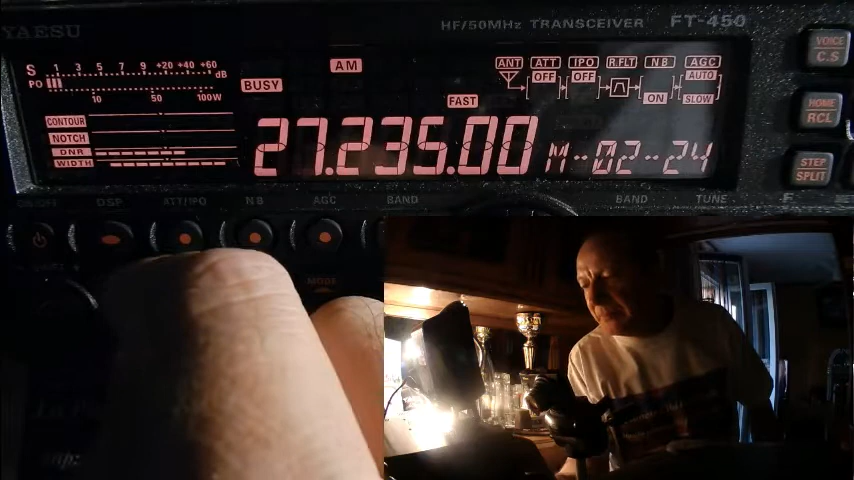 YAESU
HF/50MHz TRANSCEIVER FT-450
S 1 3 5 7 9 +20 +40 +60 dB
PO
10 50 100W
BUSY
AM
FAST
ANT ATT IPO R.FLT NB AGC
OFF OFF AUTO
ON SLOW
CONTOUR
NOTCH
DNR
WIDTH
27.235.00
M-02-24
VOICE
C.S
HOME
RCL
STEP
SPLIT
ON/OFF DSP ATT/IPO NB AGC BAND BAND TUNE F
MODE